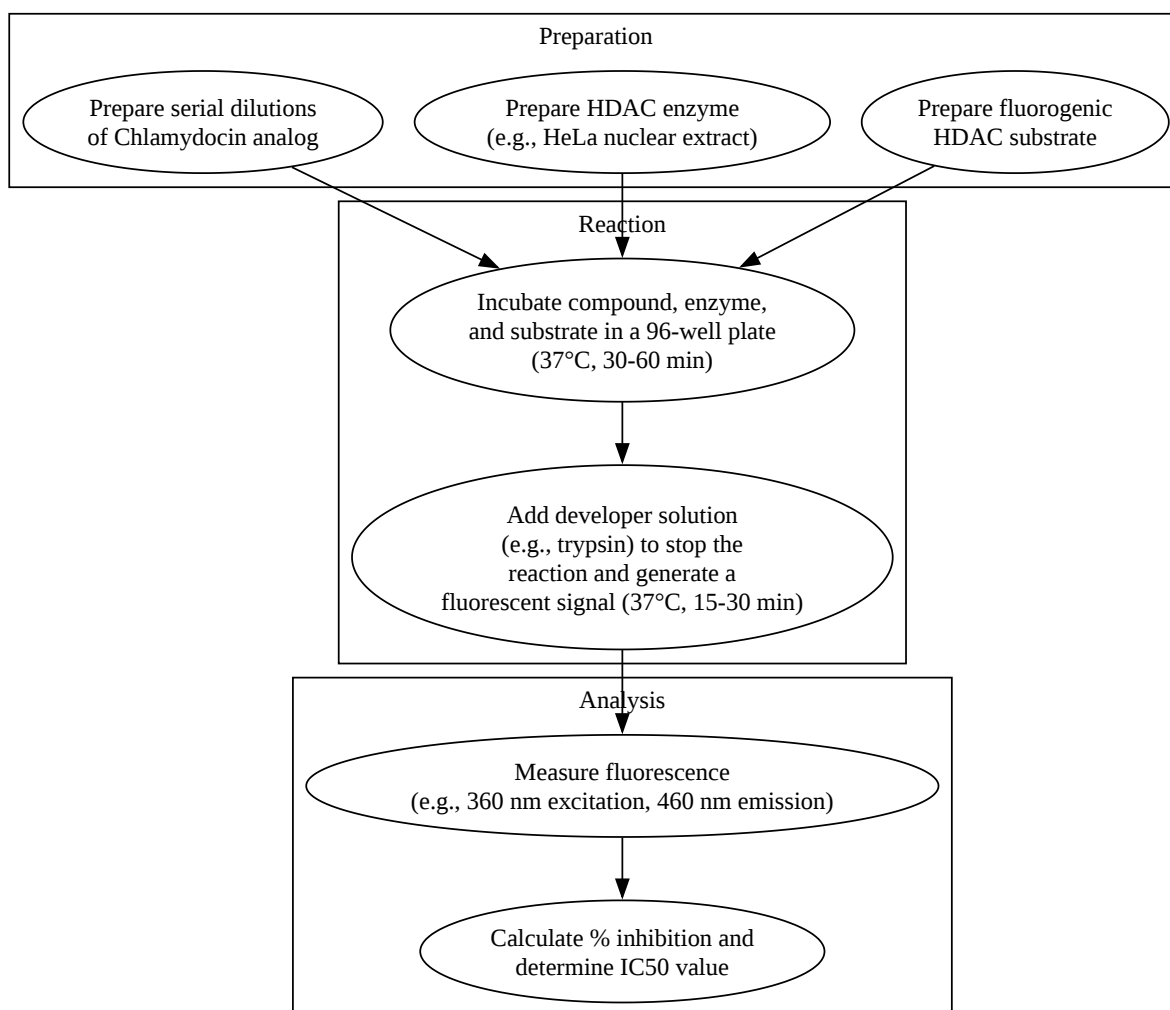 Preparation
Prepare serial dilutions
of Chlamydocin analog
Prepare HDAC enzyme
(e.g., HeLa nuclear extract)
Prepare fluorogenic
HDAC substrate
Reaction
Incubate compound, enzyme,
and substrate in a 96-well plate
(37°C, 30-60 min)
Add developer solution
(e.g., trypsin) to stop the
reaction and generate a
fluorescent signal (37°C, 15-30 min)
Analysis
Measure fluorescence
(e.g., 360 nm excitation, 460 nm emission)
Calculate % inhibition and
determine IC50 value